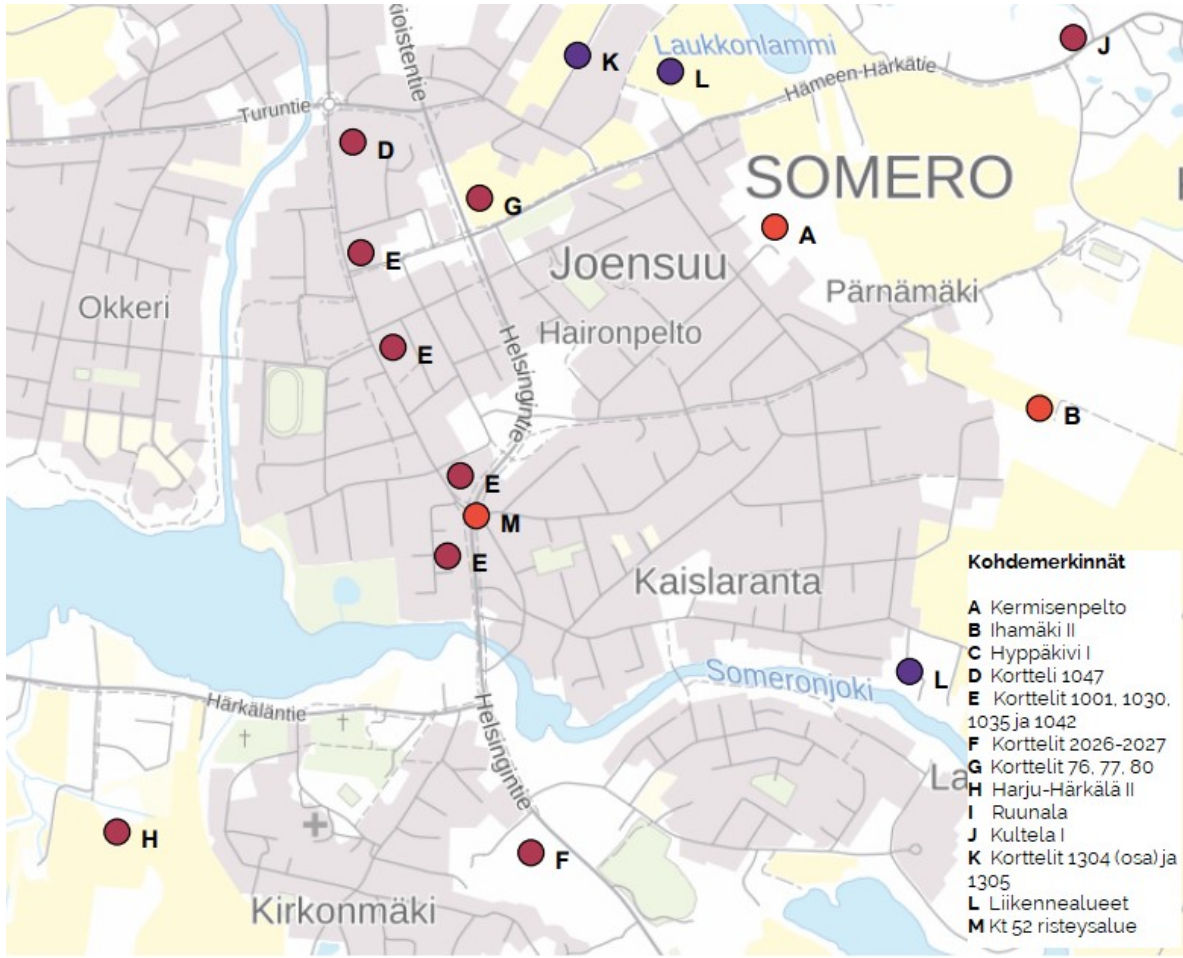 kioistentie
K
Laukkonlammi
L
J
Hämeen-Härkätie
Turuntie
D
SOMERO
G
A
E
Joensuu
Okkeri
Pärnämäki
Haironpelto
E
Helsingintie
B
E
M
E
Kaislaranta
Someronjoki
L
Härkäläntie
Helsingintie
La
H
F
Kirkonmäki
Kohdemerkinnät
A Kermisenpelto
B Ihamäki II
C Hyppäkivi I
D Kortteli 1047
E Korttelit 1001, 1030,
1035 ja 1042
F Korttelit 2026-2027
G Korttelit 76, 77, 80
H Harju-Härkälä II
I Ruunala
J Kultela I
K Korttelit 1304 (osa) ja
1305
L Liikennealueet
M Kt 52 risteysalue